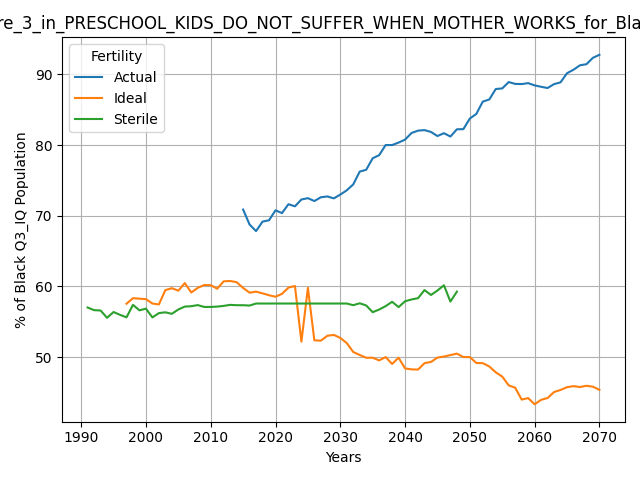 re_3_in_PRESCHOOL_KIDS_DO_NOT_SUFFER_WHEN_MOTHER_WORKS_for_Bla
Fertility
Actual
Ideal
Sterile
% of Black Q3_IQ Population
90
80
70
60
50
1990 2000 2010 2020 2030 2040 2050 2060 2070
Years